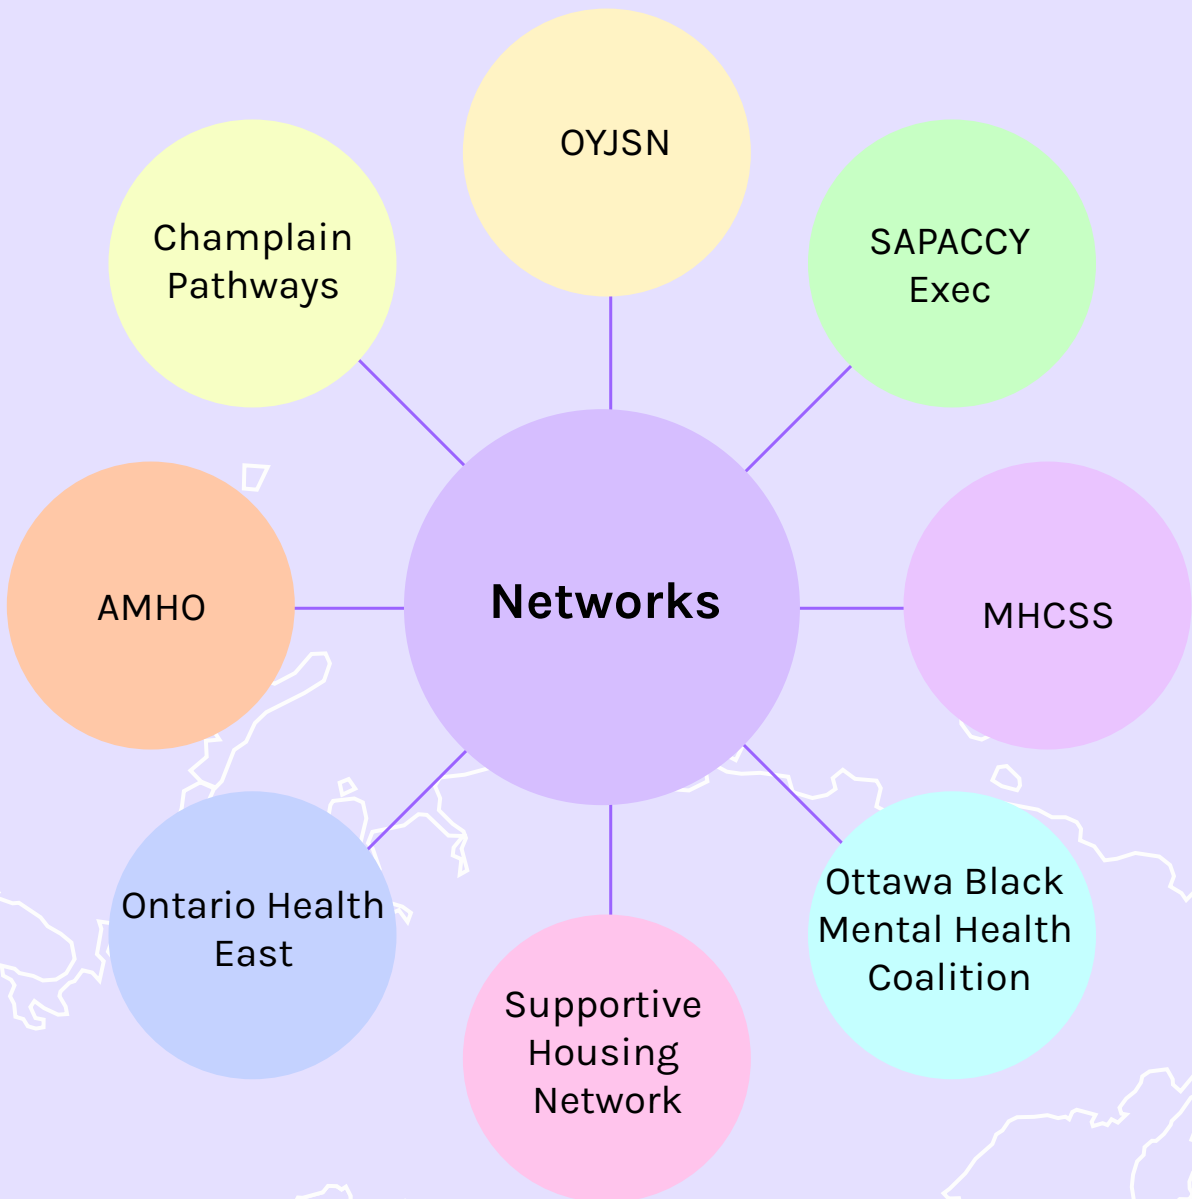 OYJSN
Champlain
Pathways
SAPACCY
Exec
AMHO
Networks
MHCSS
Ontario Health
East
Ottawa Black
Mental Health
Coalition
Supportive
Housing
Network